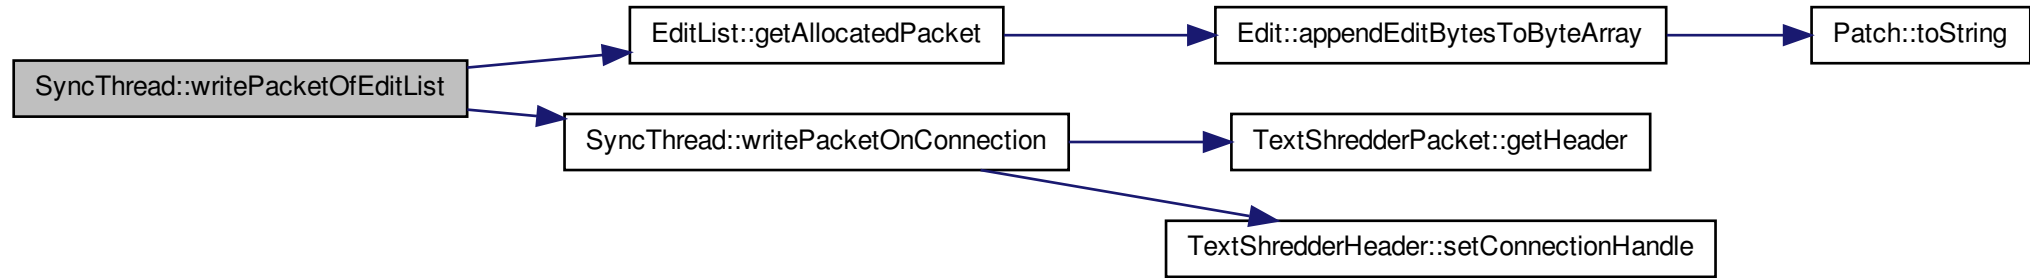 SyncThread::writePacketOfEditList
EditList::getAllocatedPacket
Edit::appendEditBytesToByteArray
Patch::toString
SyncThread::writePacketOnConnection
TextShredderPacket::getHeader
TextShredderHeader::setConnectionHandle